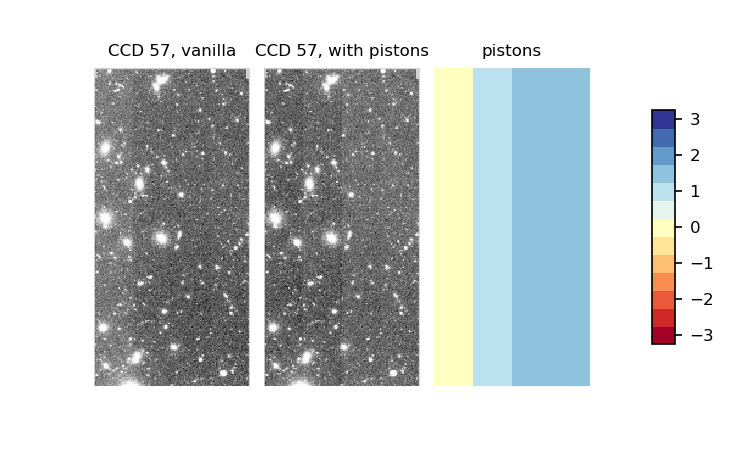 CCD 57, vanilla
CCD 57, with pistons
pistons
3
2
1
0
−1
−2
−3